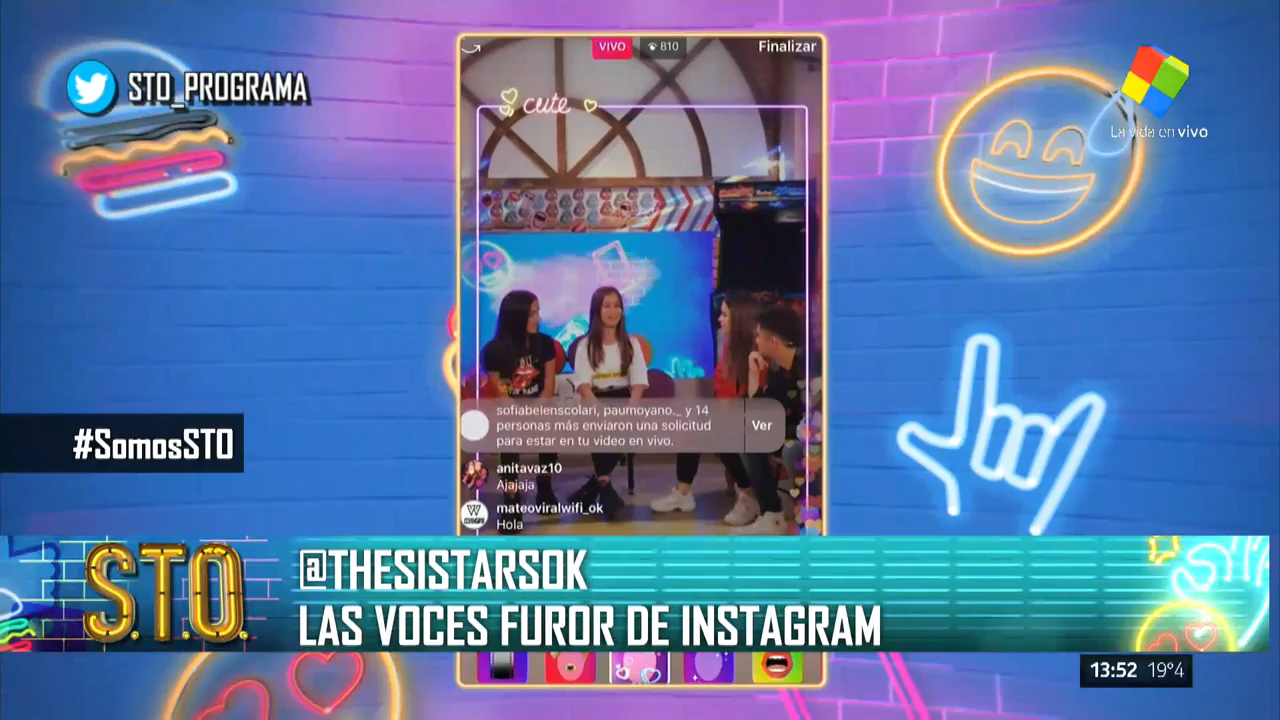 STO_PROGRAMA
VIVO
810
Finalizar
La vida en vivo
cute
sofiabelenscolari, paumoyano._ y 14
personas más enviaron una solicitud
para estar en tu video en vivo.
Ver
#SomosSTO
anitavaz10
Ajajaja
mateoviralwifi_ok
Hola
S.T.O.
@THESISTARSOK
LAS VOCES FUROR DE INSTAGRAM
13:52 19°4